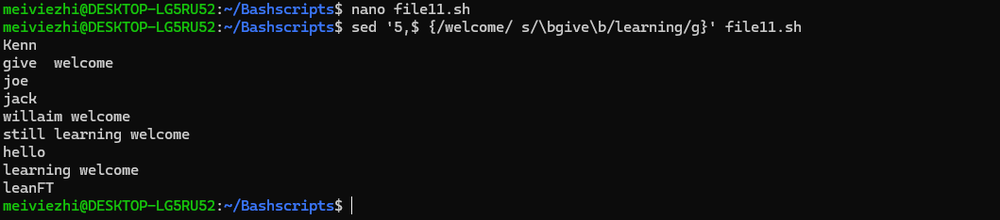 meiviezhi@DESKTOP-LG5RU52:~/Bashscripts$ nano file11.sh
meiviezhi@DESKTOP-LG5RU52:~/Bashscripts$ sed '5,$ {/welcome/ s/\bgive\b/learning/g}' file11.sh
Kenn
give  welcome
joe
jack
willaim welcome
still learning welcome
hello
learning welcome
leanFT
meiviezhi@DESKTOP-LG5RU52:~/Bashscripts$